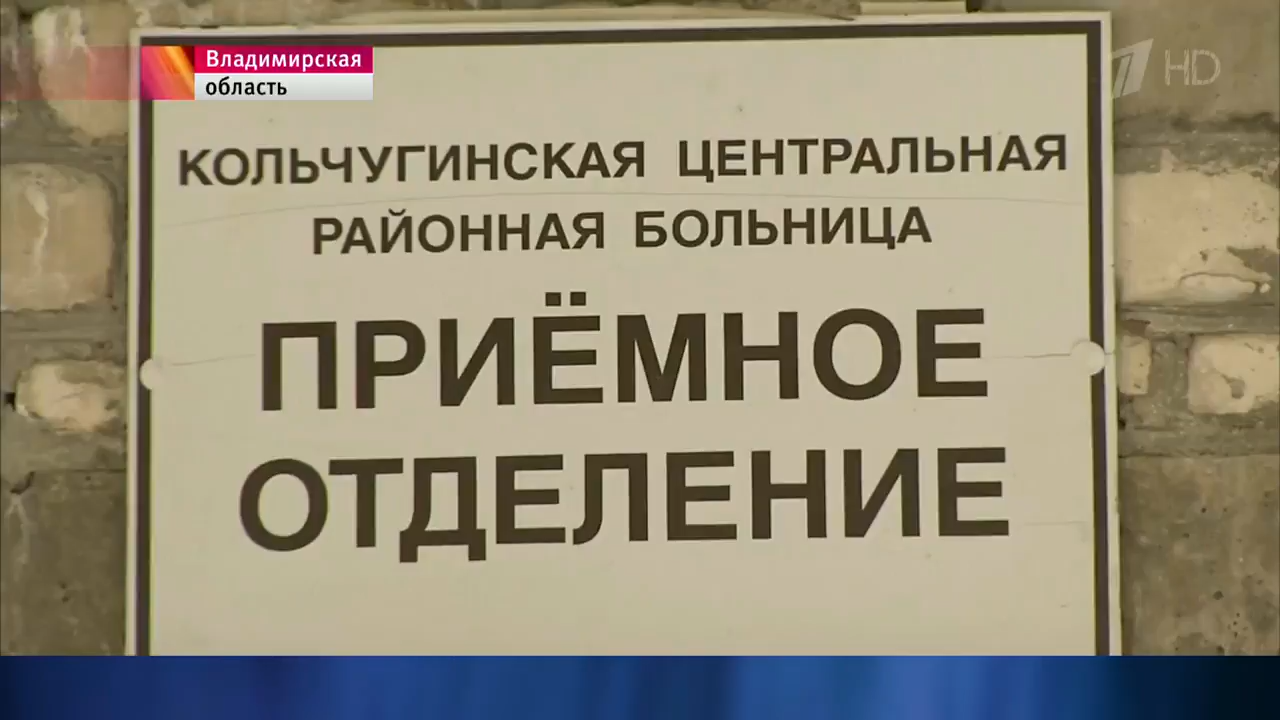 Владимирская
область
HD
КОЛЬЧУГИНСКАЯ ЦЕНТРАЛЬНАЯ
РАЙОННАЯ БОЛЬНИЦА
ПРИЁМНОЕ
ОТДЕЛЕНИЕ